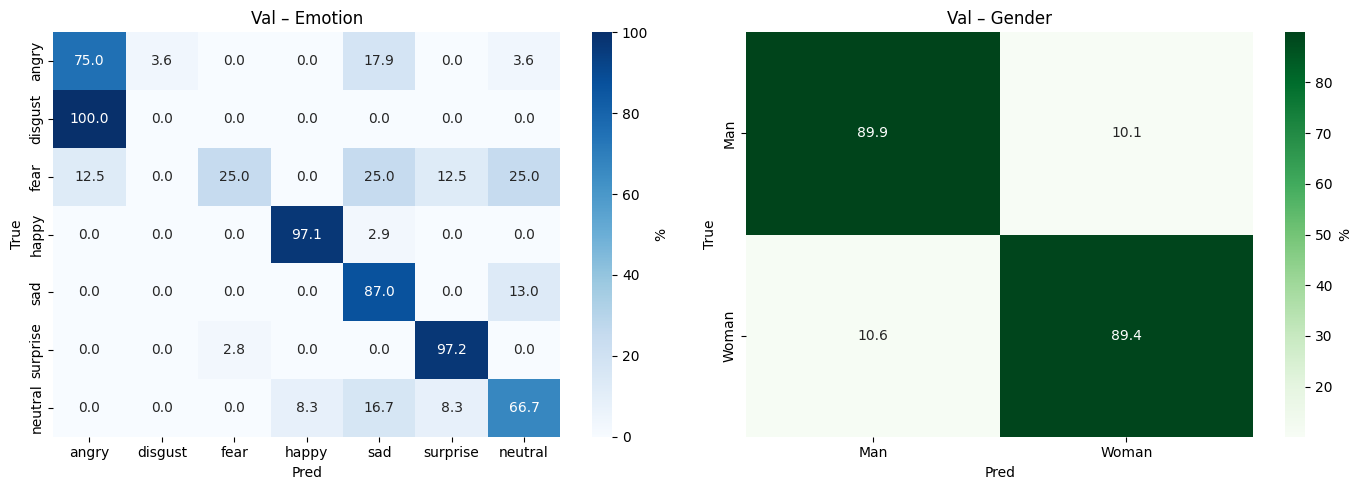 Val – Emotion
angry 75.0 3.6 0.0 0.0 17.9 0.0 3.6
disgust 100.0 0.0 0.0 0.0 0.0 0.0 0.0
fear 12.5 0.0 25.0 0.0 25.0 12.5 25.0
happy 0.0 0.0 0.0 97.1 2.9 0.0 0.0
sad 0.0 0.0 0.0 0.0 87.0 0.0 13.0
surprise 0.0 0.0 2.8 0.0 0.0 97.2 0.0
neutral 0.0 0.0 0.0 8.3 16.7 8.3 66.7
True
angry disgust fear happy sad surprise neutral
Pred
100
80
60
40
20
0
%
Val – Gender
Man 89.9 10.1
Woman 10.6 89.4
True
Man Woman
Pred
80
70
60
50
40
30
20
%